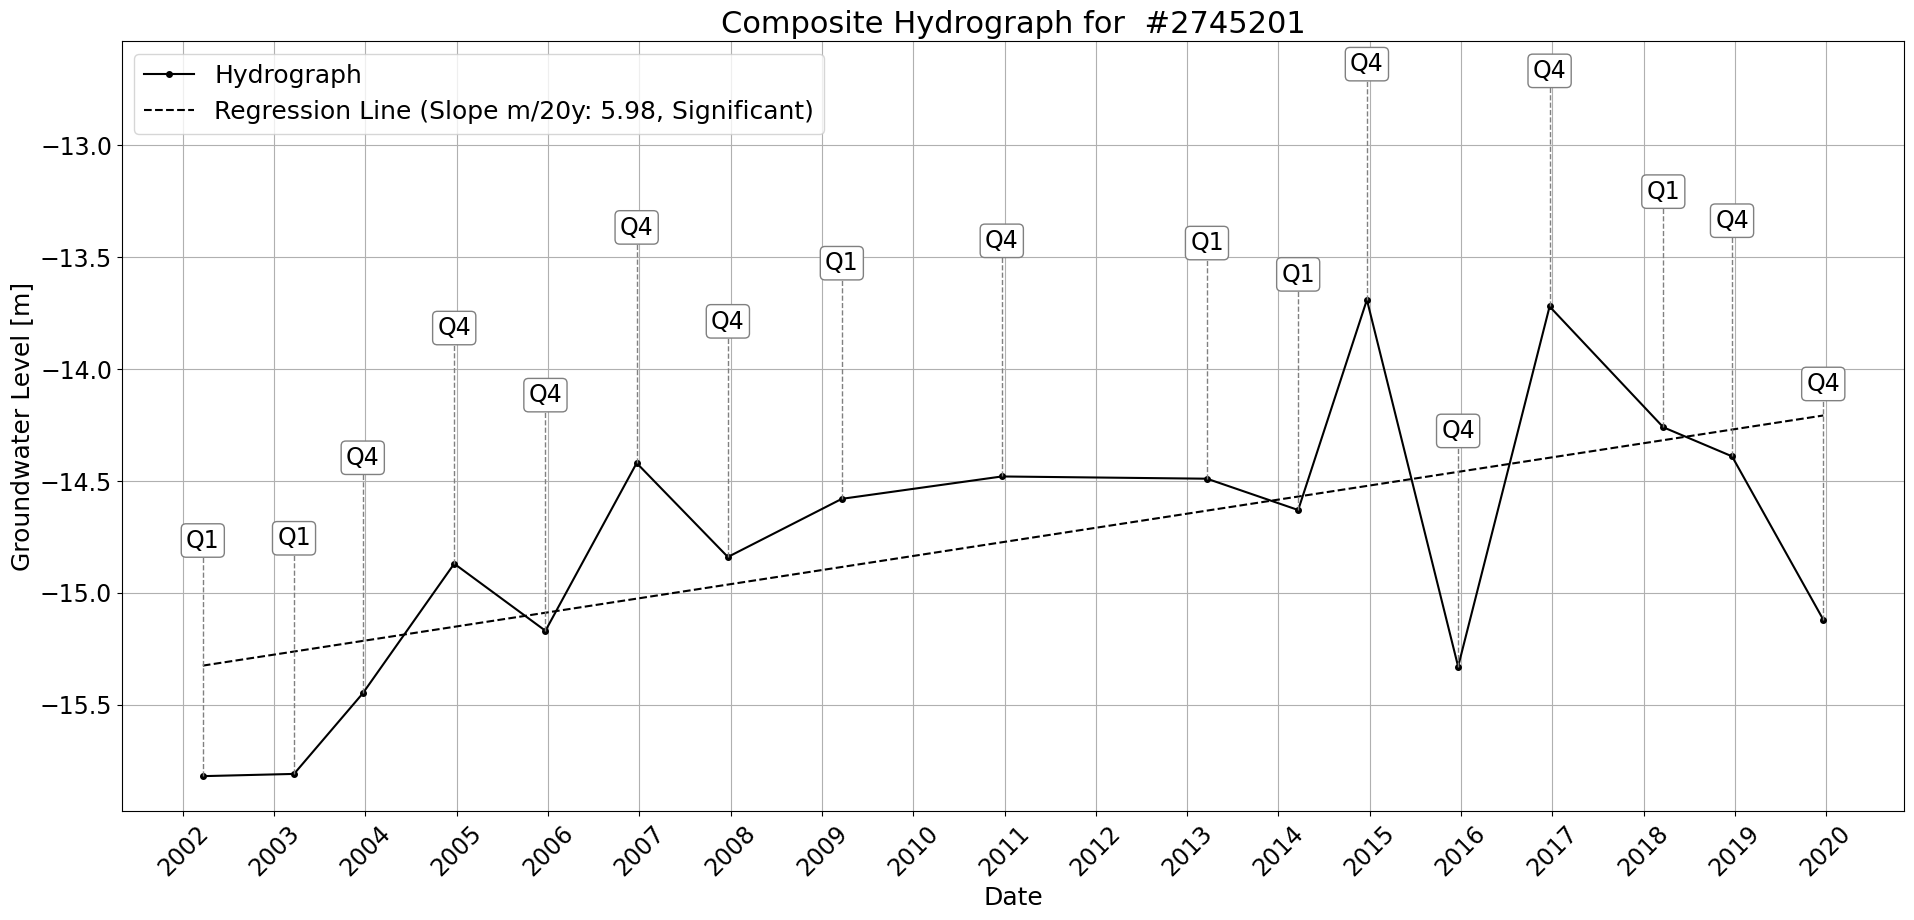 Composite Hydrograph for  #2745201
Hydrograph
Regression Line (Slope m/20y: 5.98, Significant)
Q4
Q4
Q1
Q4
Q4
Q4
Q1
Q1
Q1
Q4
Q4
Q4
Q4
Q4
Q4
Q1
Q1
−13.0
−13.5
−14.0
−14.5
−15.0
−15.5
Groundwater Level [m]
2002
2003
2004
2005
2006
2007
2008
2009
2010
2011
2012
2013
2014
2015
2016
2017
2018
2019
2020
Date